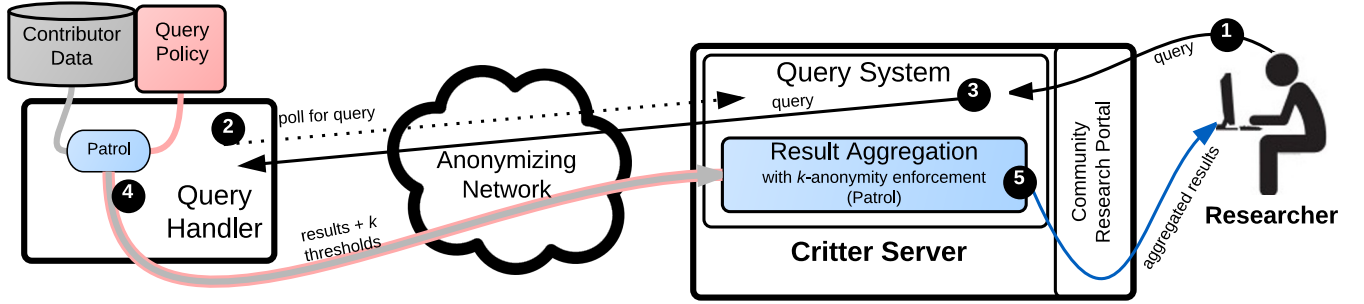 Contributor
Data
Query
Policy
Patrol
2
4
Query
Handler
poll for query
Anonymizing
Network
results + k
thresholds
Query System
3
query
Result Aggregation
with k-anonymity enforcement
(Patrol)
5
Critter Server
Community
Research Portal
1
query
aggregated results
Researcher